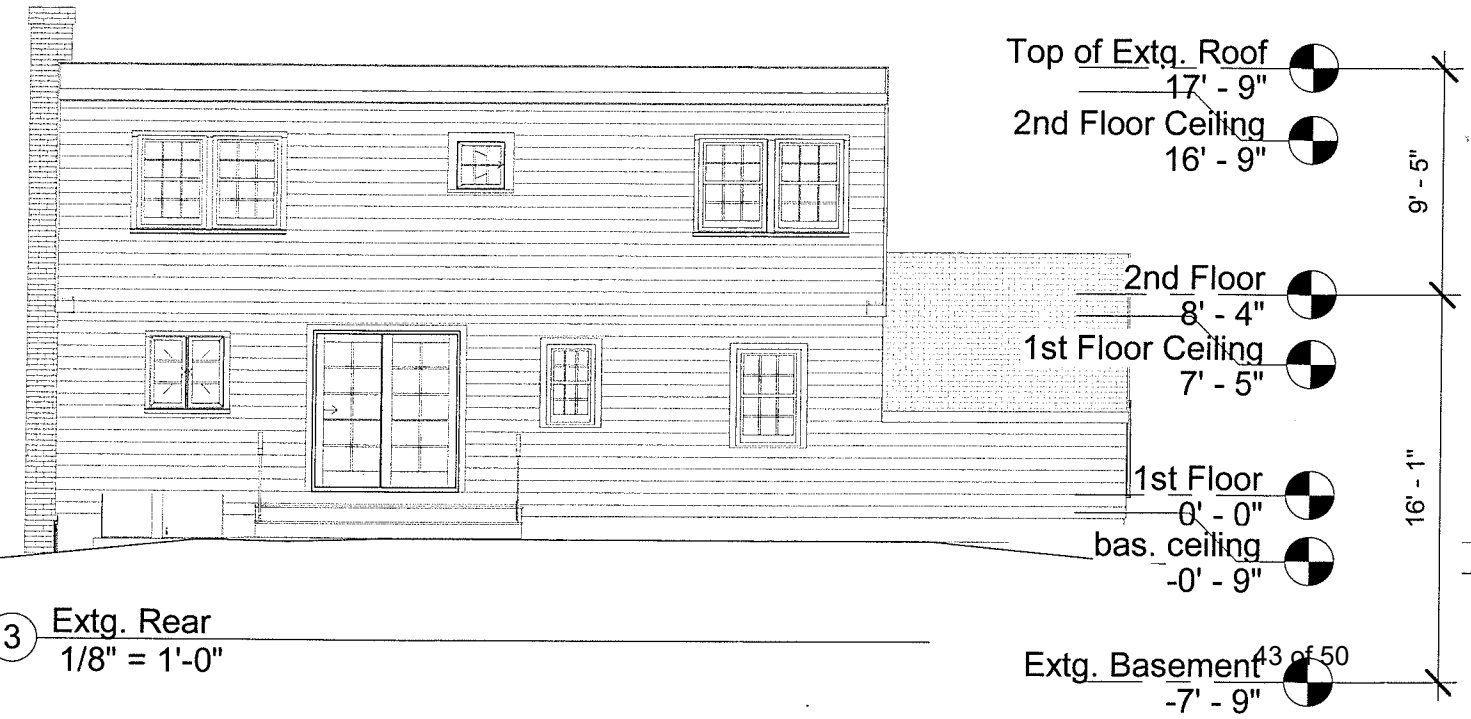 Top of Extg. Roof
17' - 9"
2nd Floor Ceiling
16' - 9"
9' - 5"
2nd Floor
8' - 4"
1st Floor Ceiling
7' - 5"
1st Floor
0' - 0"
bas. ceiling
-0' - 9"
16' - 1"
3
Extg. Rear
1/8" = 1'-0"
Extg. Basement
43 of 50
-7' - 9"